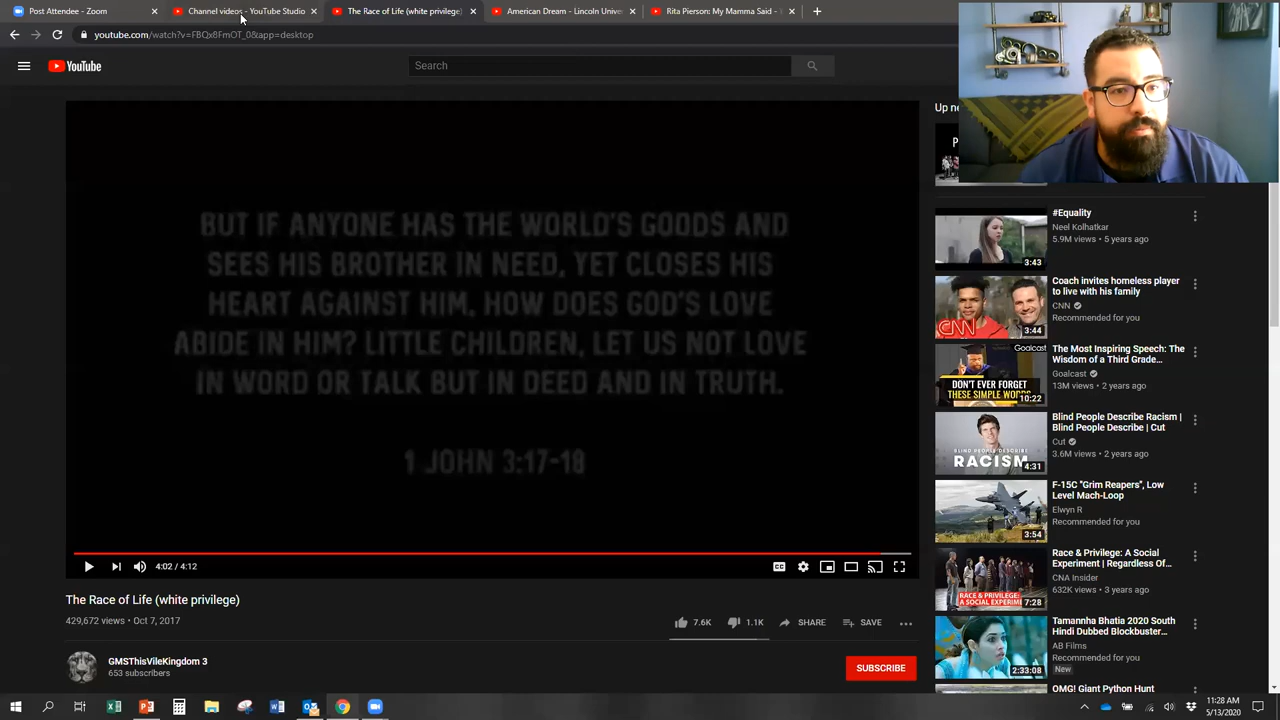 Post Attendee - Zoom
Channel videos - YouTube Studio
The Race of Life (white privilege)
American Dream - Lincoln Univer
Rita Pierson: My Mamma Said -
youtube.com/watch?v=FBQx8FmOT_0&app=desktop
YouTube
Search
Up ne
BUT IF ANYONE HAS THE WORLD'S GOODS AND
SEES HIS BROTHER IN NEED, YET CLOSES HIS
HEART AGAINST HIM, HOW DOES GOD'S LOVE
ABIDE IN HIM? LITTLE CHILDREN, LET US NOT LOVE
IN WORD OR TALK BUT IN DEED AND IN TRUTH.
1 JOHN 3:17-18
4:02 / 4:12
The Race of Life (white privilege)
429,672 views • Oct 7, 2017
7.6K
1.1K
SHARE
SAVE
GMSThisVileKingdom 3
653 subscribers
SUBSCRIBE
#Equality
Neel Kolhatkar
5.9M views • 5 years ago
3:43
Coach invites homeless player
to live with his family
CNN
Recommended for you
CNN
3:44
The Most Inspiring Speech: The
Wisdom of a Third Grade...
Goalcast
13M views • 2 years ago
Goalcast
DON'T EVER FORGET
THESE SIMPLE WORDS
10:22
Blind People Describe Racism |
Blind People Describe | Cut
Cut
3.6M views • 2 years ago
BLIND PEOPLE DESCRIBE
RACISM
4:31
F-15C "Grim Reapers", Low
Level Mach-Loop
Elwyn R
Recommended for you
3:54
Race & Privilege: A Social
Experiment | Regardless Of...
CNA Insider
632K views • 3 years ago
RACE & PRIVILEGE:
A SOCIAL EXPERIME
7:28
Tamannha Bhatia 2020 South
Hindi Dubbed Blockbuster...
AB Films
Recommended for you
New
2:33:08
OMG! Giant Python Hunt
11:28 AM
5/13/2020